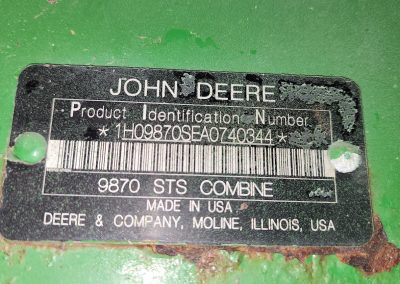 JOHN DEERE
Product Identification Number
*1H09870SEA0740344*
9870 STS COMBINE
MADE IN USA
DEERE & COMPANY, MOLINE, ILLINOIS, USA